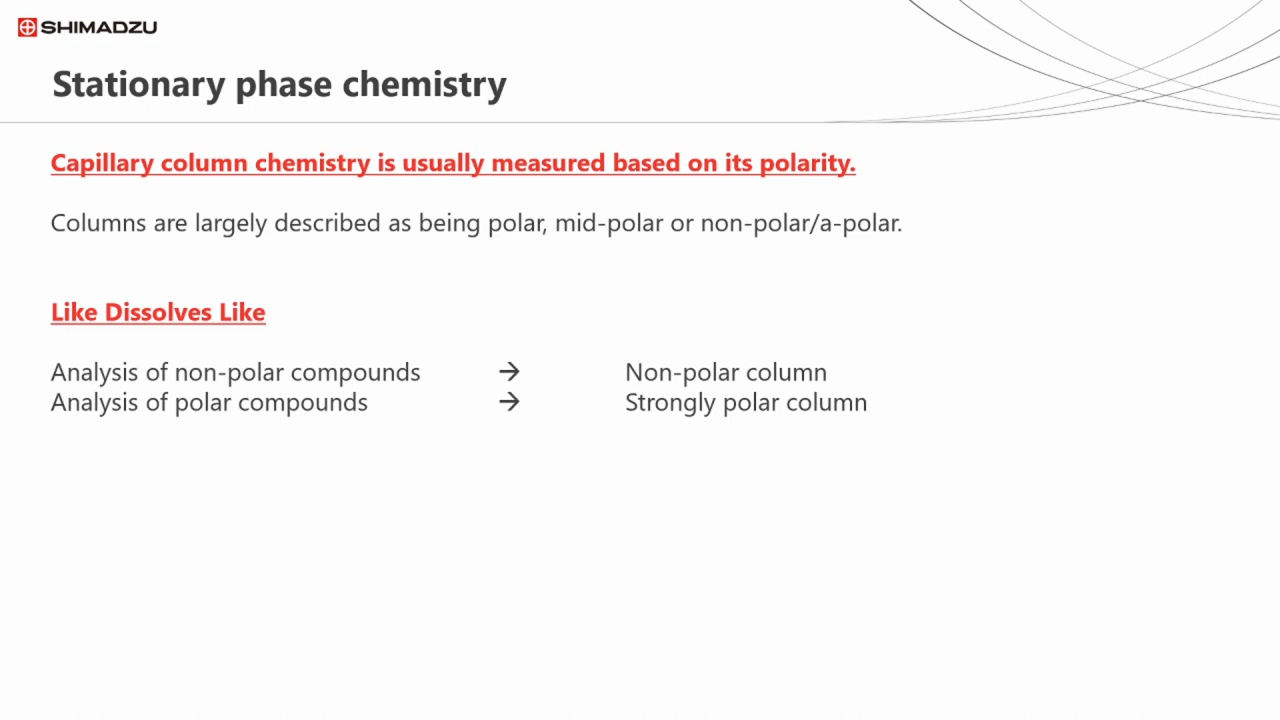 SHIMADZU
Stationary phase chemistry
Capillary column chemistry is usually measured based on its polarity.
Columns are largely described as being polar, mid-polar or non-polar/a-polar.
Like Dissolves Like
Analysis of non-polar compounds → Non-polar column
Analysis of polar compounds → Strongly polar column